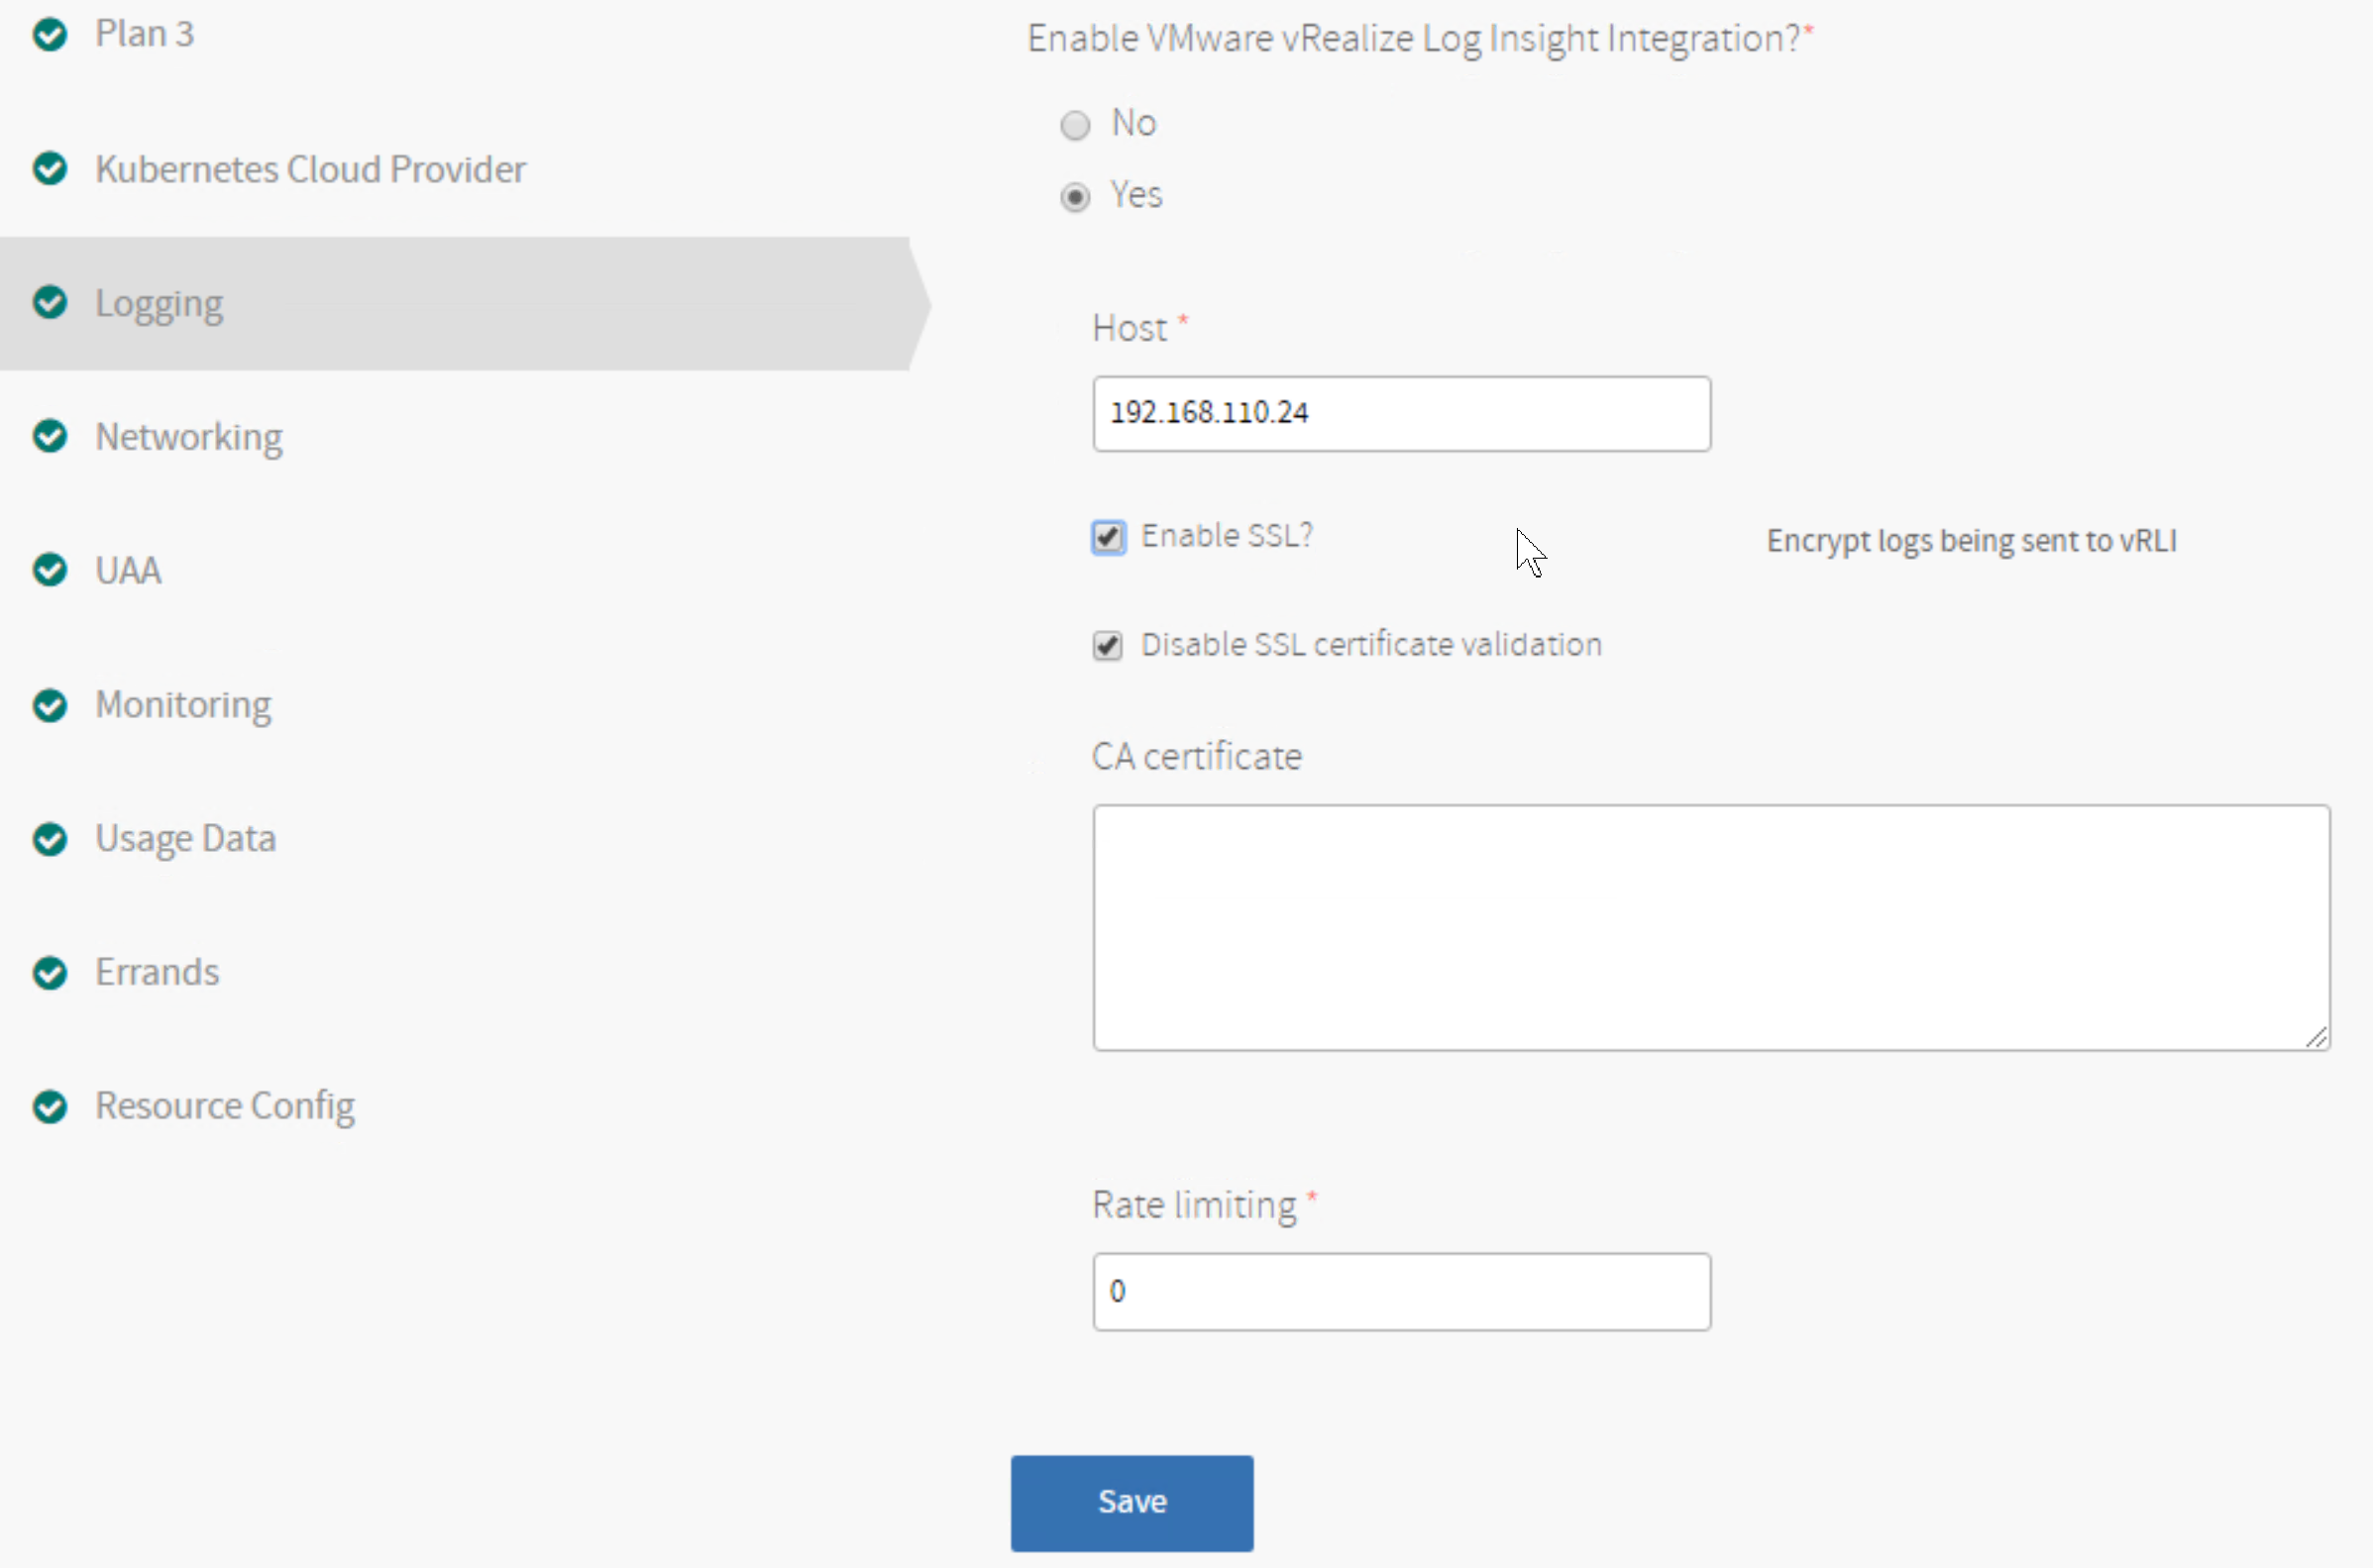 Plan 3
Kubernetes Cloud Provider
Logging
Networking
UAA
Monitoring
Usage Data
Errands
Resource Config
Enable VMware vRealize Log Insight Integration?*
No
Yes
Host *
192.168.110.24
Enable SSL?
Encrypt logs being sent to vRLI
Disable SSL certificate validation
CA certificate
Rate limiting *
0
Save